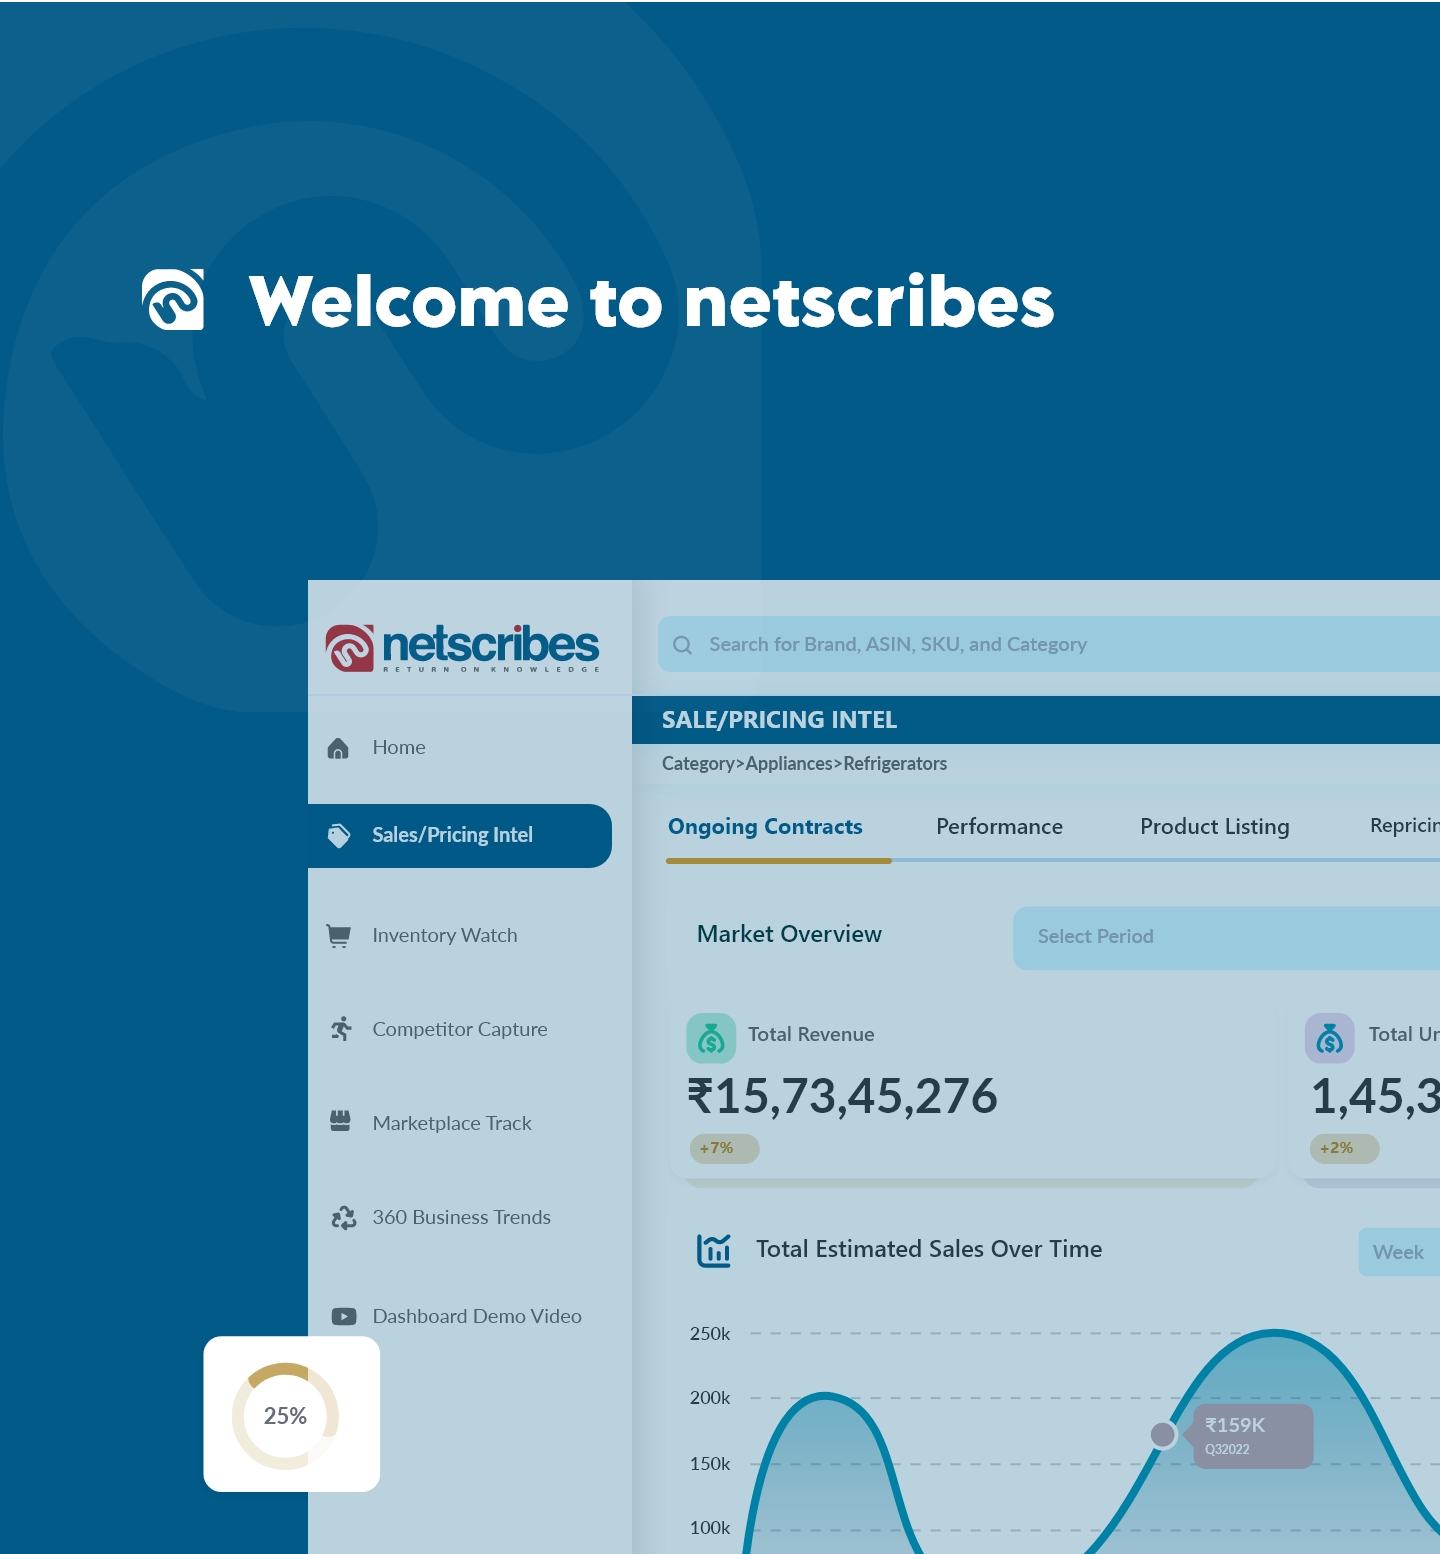 Welcome to netscribes
netscribes
RETURN ON KNOWLEDGE
Search for Brand, ASIN, SKU, and Category
SALE/PRICING INTEL
Category>Appliances>Refrigerators
Home
Sales/Pricing Intel
Inventory Watch
Competitor Capture
Marketplace Track
360 Business Trends
Dashboard Demo Video
25%
Ongoing Contracts
Performance
Product Listing
Repricin
Market Overview
Select Period
Total Revenue
₹15,73,45,276
+7%
Total Un
1,45,3
+2%
Total Estimated Sales Over Time
Week
250k
200k
150k
100k
₹159K
Q32022